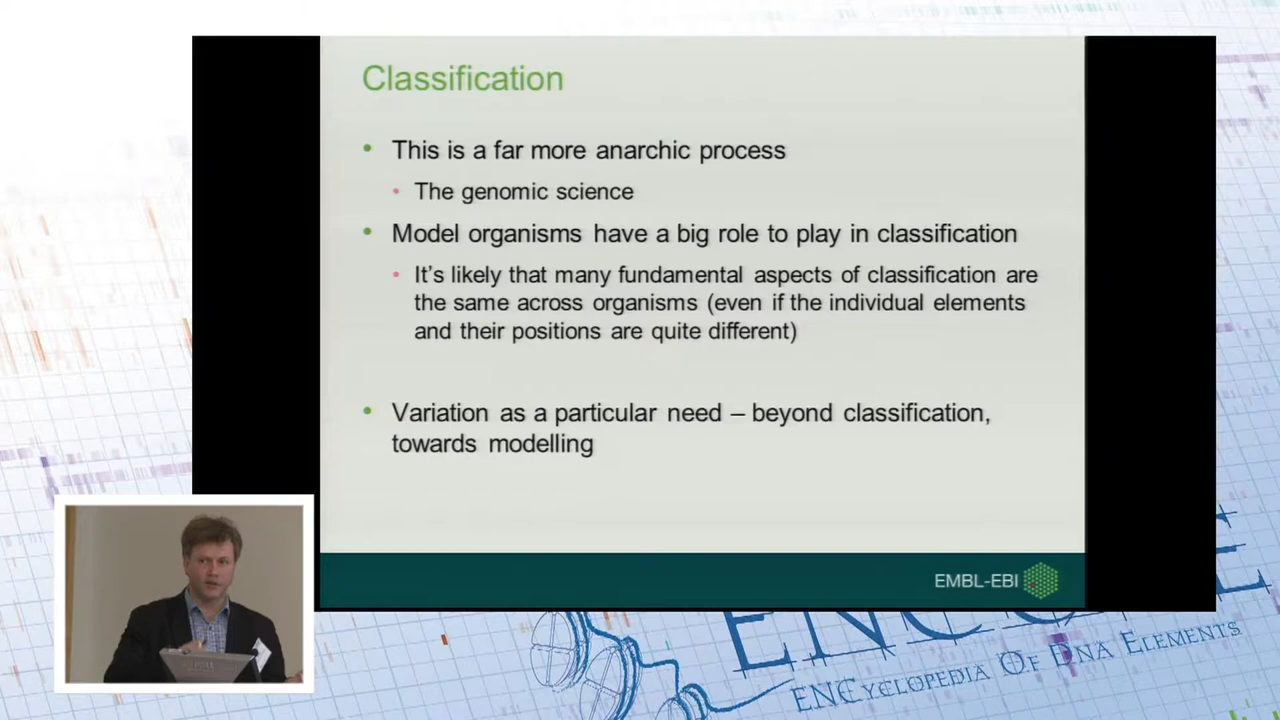 Classification
• This is a far more anarchic process
• The genomic science
• Model organisms have a big role to play in classification
• It's likely that many fundamental aspects of classification are
the same across organisms (even if the individual elements
and their positions are quite different)
• Variation as a particular need – beyond classification,
towards modelling
EMBL-EBI
ENCODE
ENCYCLOPEDIA OF DNA ELEMENTS